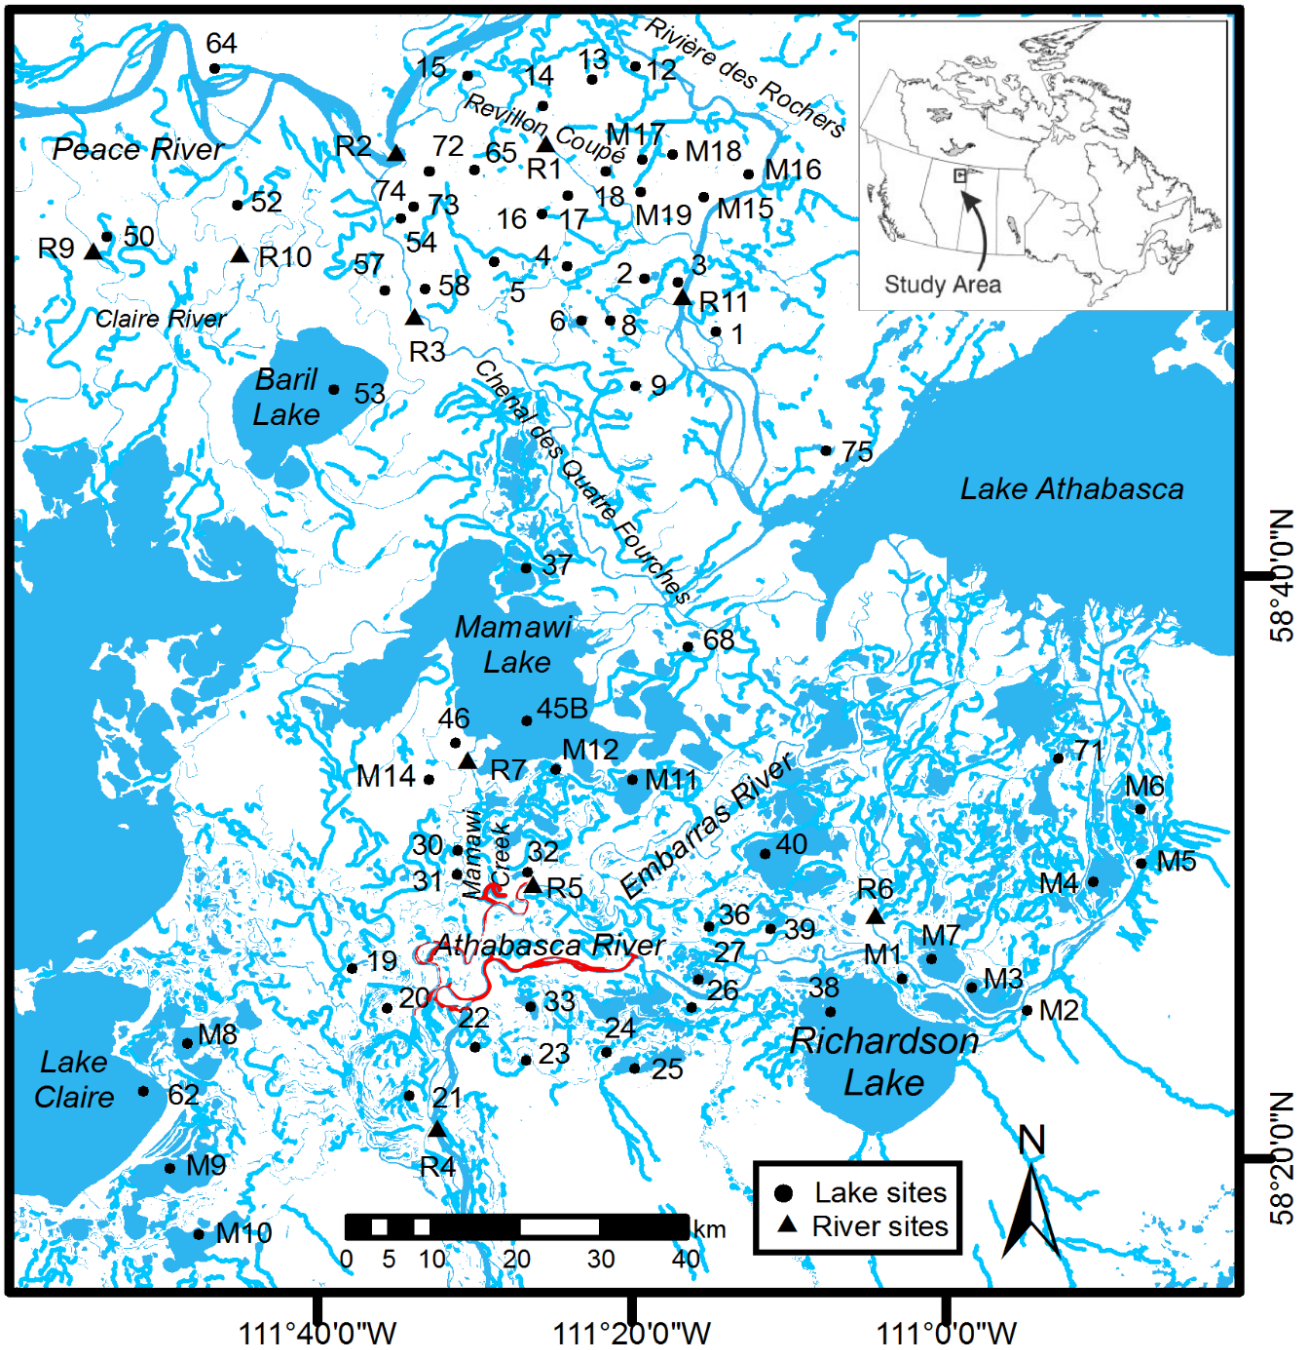 64
15
14
13
12
Rivière des Rochers
Revillon Coupé
Peace River
R2
72
65
R1
M17
M18
M16
74
73
16
17
18
M19
M15
52
54
50
R9
R10
57
58
5
4
2
3
R11
Claire River
R3
6
8
1
Baril
Lake
53
9
Chenal des Quatre Fourches
75
Study Area
Lake Athabasca
37
Mamawi
Lake
68
45B
46
M12
M14
R7
M11
71
M6
Embarras River
Mamawi
Creek
30
31
32
R5
40
M4
M5
R6
36
39
Athabasca River
27
M1
M7
19
20
22
33
26
38
M3
M2
24
23
25
Richardson
Lake
M8
Lake
Claire
62
21
M9
R4
M10
N
Lake sites
River sites
km
0 5 10 20 30 40
58°40'0"N
58°20'0"N
111°40'0"W
111°20'0"W
111°0'0"W